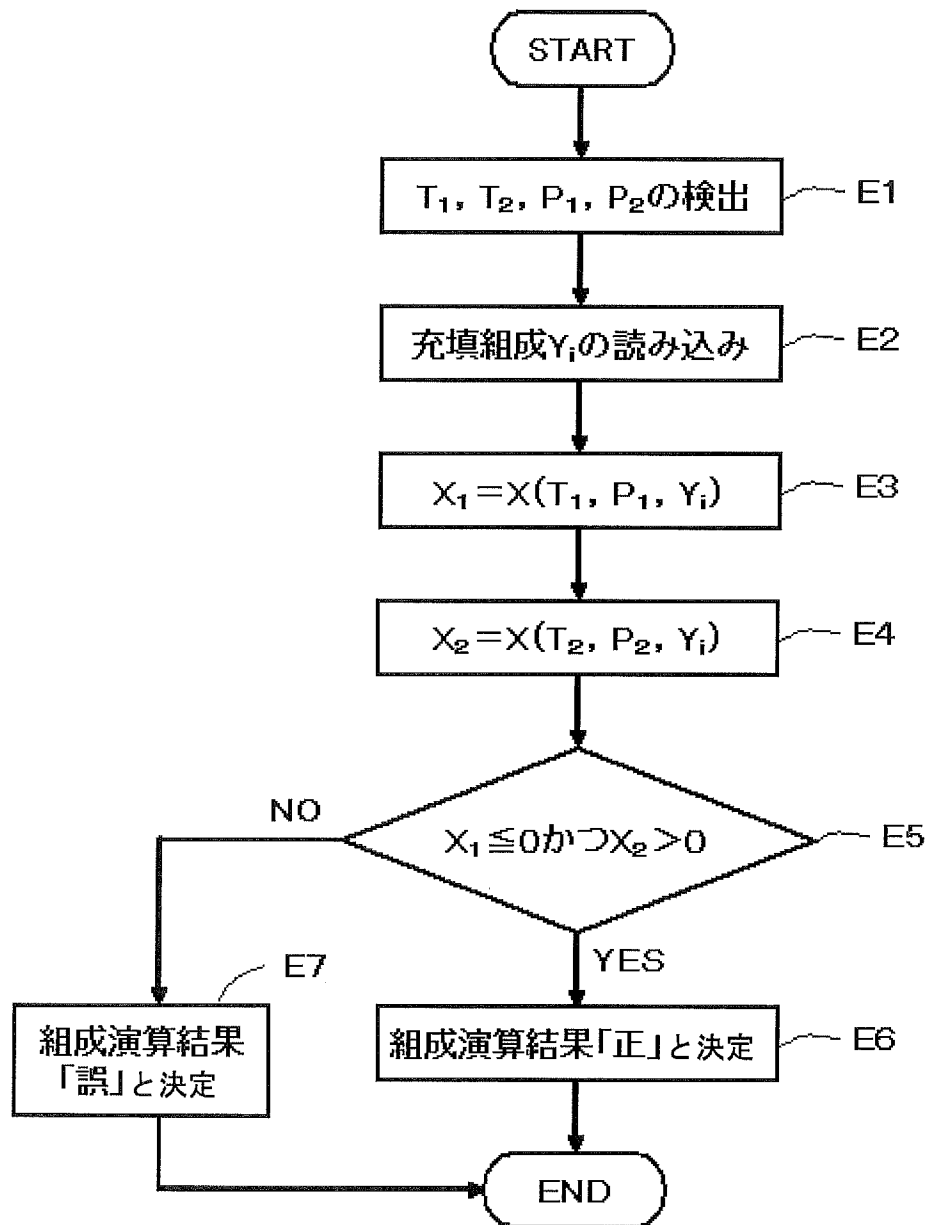 START
T₁, T₂, P₁, P₂の検出
E1
充填組成Yᵢの読み込み
E2
X₁=X(T₁, P₁, Yᵢ)
E3
X₂=X(T₂, P₂, Yᵢ)
E4
NO
X₁≦0かつX₂>0
E5
YES
E7
組成演算結果
「誤」と決定
組成演算結果「正」と決定
E6
END